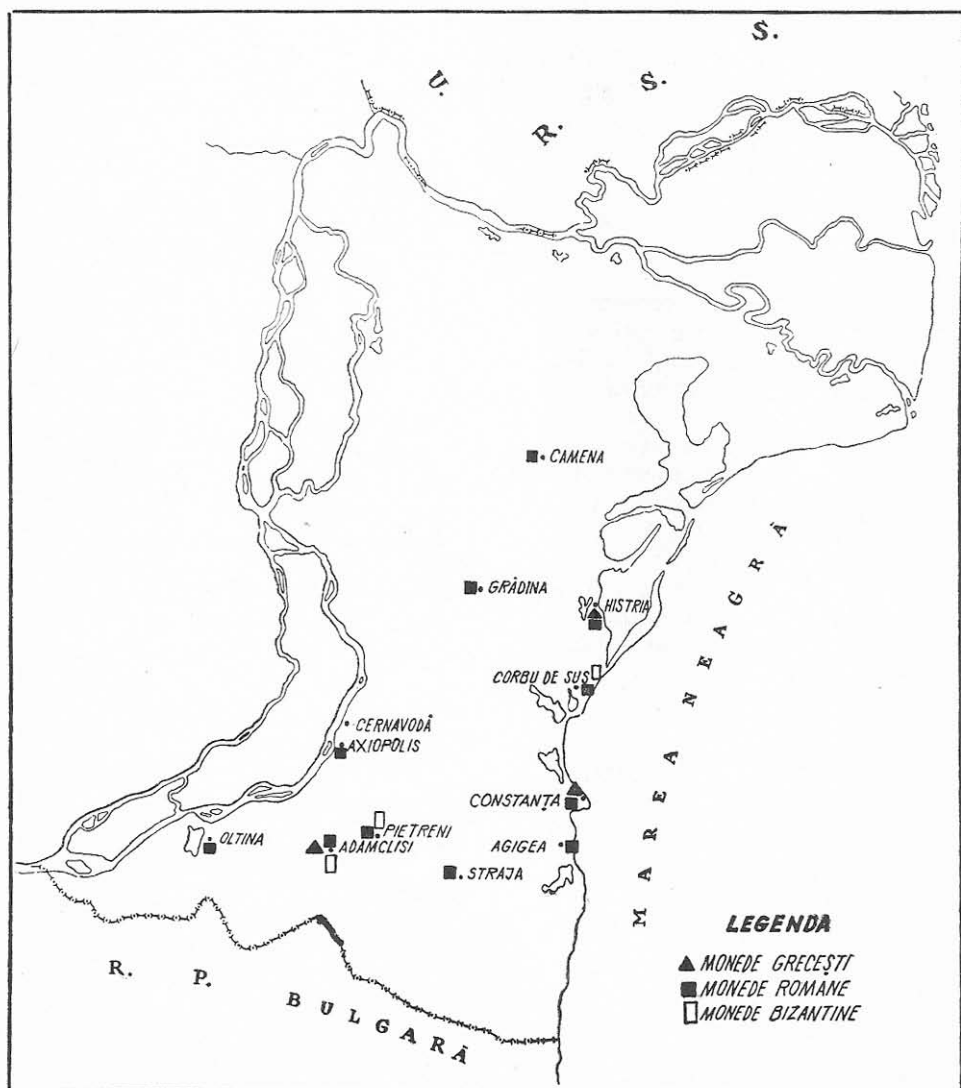 U. R. S. S.
CAMENA
GRĂDINA
HISTRIA
CORBU DE SUS
CERNAVODĂ
AXIOPOLIS
CONSTANȚA
PIETRENI
OLTINA
ADAMCLISI
AGIGEA
STRAJA
MAREA NEAGRĂ
LEGENDA
MONEDE GRECEȘTI
MONEDE ROMANE
MONEDE BIZANTINE
R. P. BULGARĂ